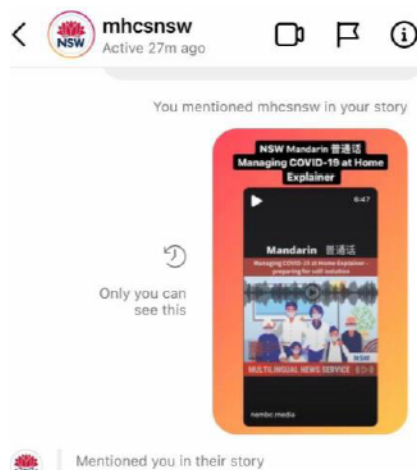 mhcsnsw
Active 27m ago
NSW
You mentioned mhcsnsw in your story
NSW Mandarin 普通话
Managing COVID-19 at Home
Explainer
6:47
Mandarin 普通话
Managing COVID-19 at Home Explainer -
preparing for self-isolation
NSW
MULTILINGUAL NEWS SERVICE
nembc.media
Only you can
see this
Mentioned you in their story